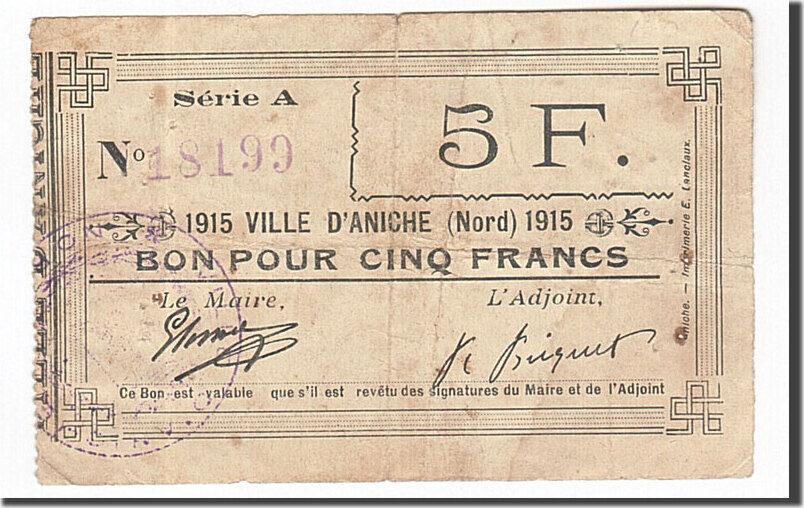 Série A
5 F.
Nº 18199
1915 VILLE D'ANICHE (Nord) 1915
BON POUR CINQ FRANCS
Le Maire,
L'Adjoint,
Ce Bon est valable que s'il est revêtu des signatures du Maire et de l'Adjoint
Aniche. — Imprimerie E. Lanclaux.